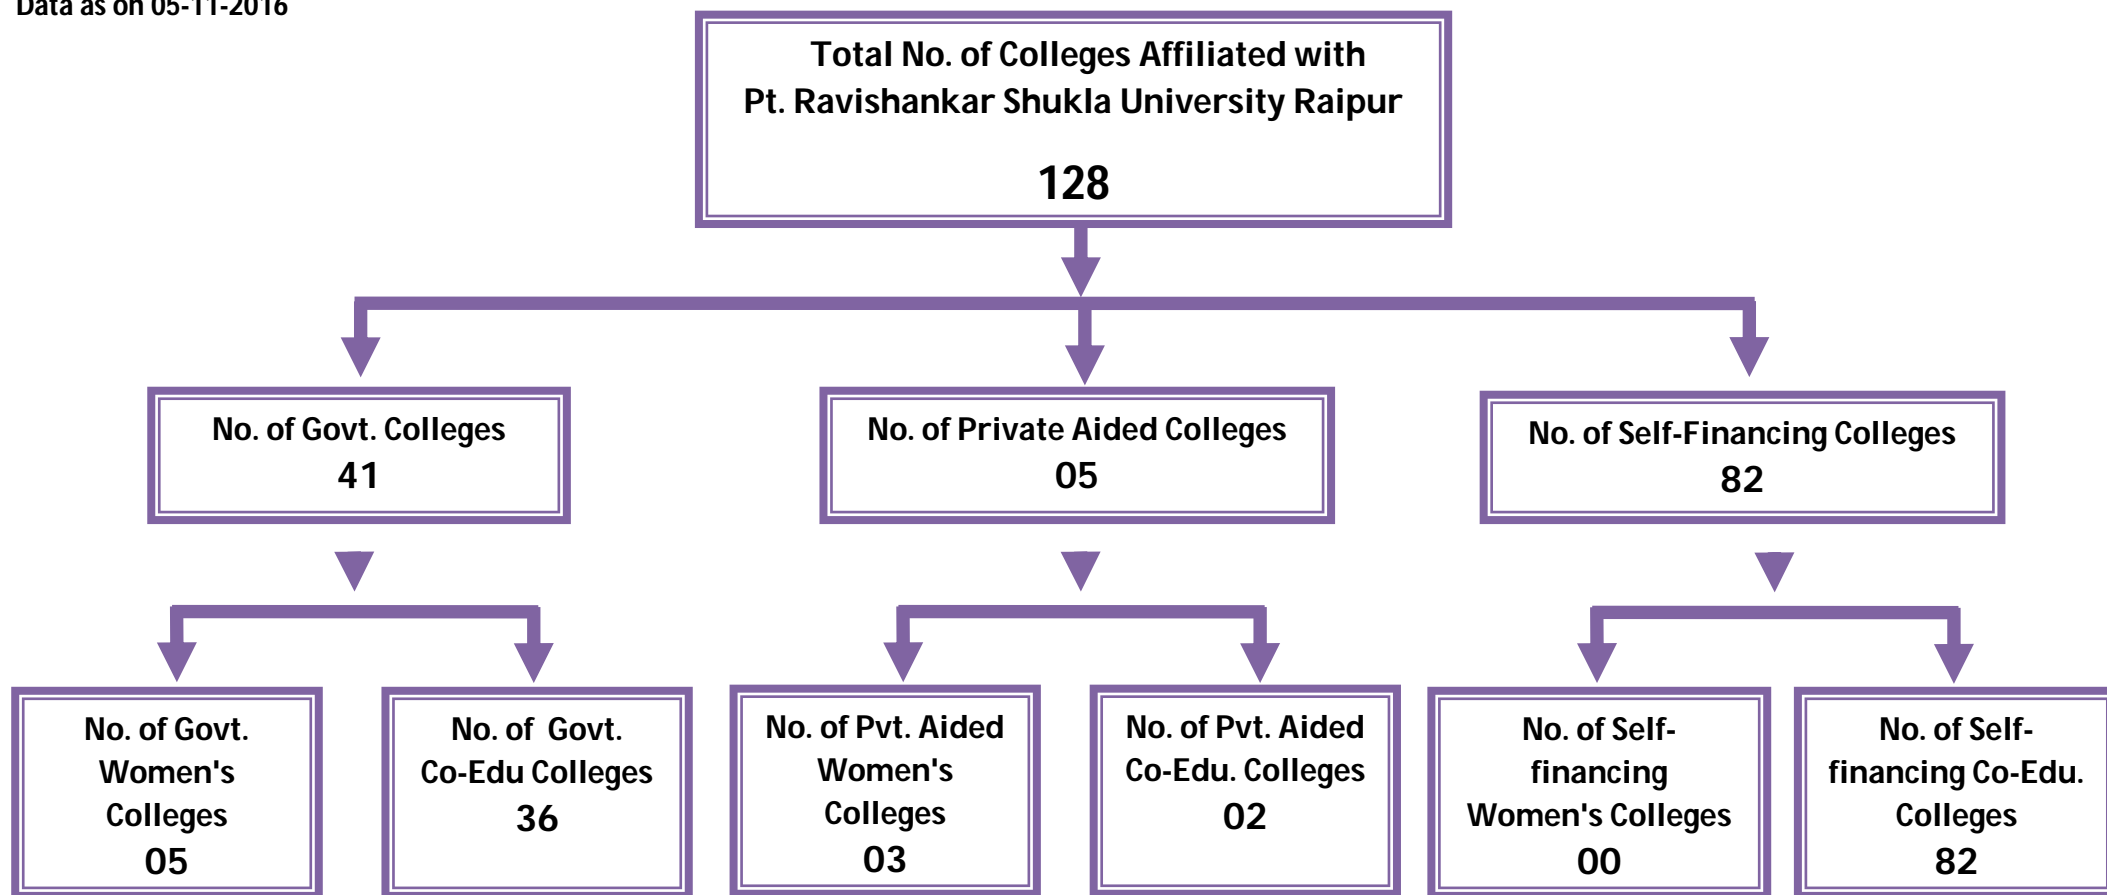 Data as on 05-11-2016
Total No. of Colleges Affiliated with
Pt. Ravishankar Shukla University Raipur
128
No. of Govt. Colleges
41
No. of Private Aided Colleges
05
No. of Self-Financing Colleges
82
No. of Govt.
Women's
Colleges
05
No. of Govt.
Co-Edu Colleges
36
No. of Pvt. Aided
Women's
Colleges
03
No. of Pvt. Aided
Co-Edu. Colleges
02
No. of Self-
financing
Women's Colleges
00
No. of Self-
financing Co-Edu.
Colleges
82